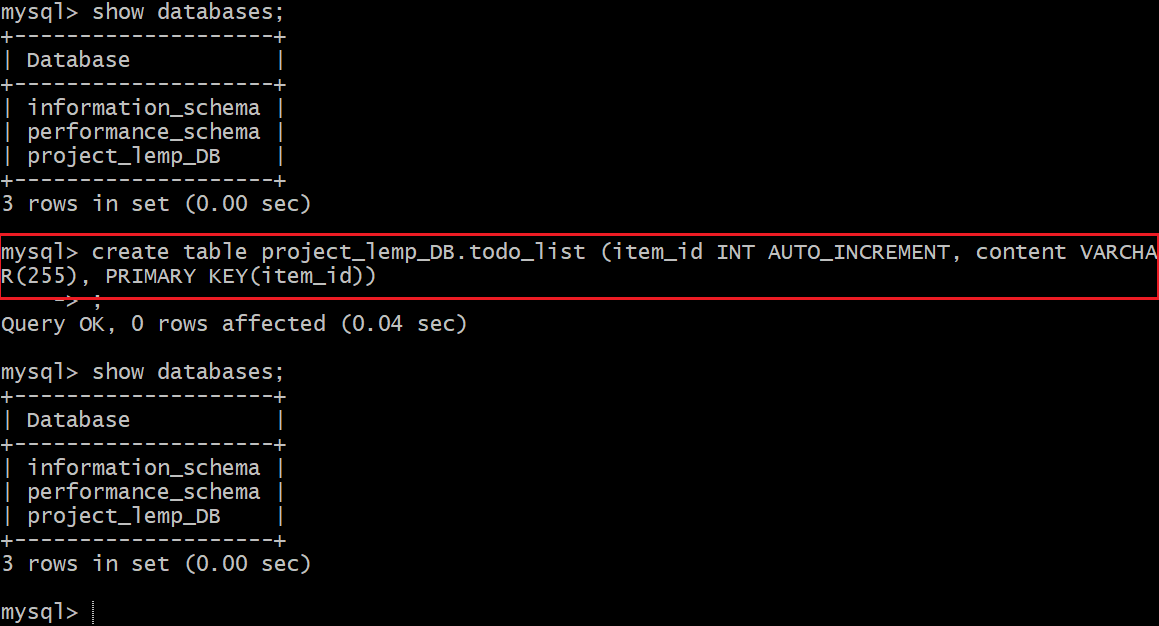 mysql> show databases;
+--------------------+
| Database           |
+--------------------+
| information_schema |
| performance_schema |
| project_lemp_DB    |
+--------------------+
3 rows in set (0.00 sec)
mysql> create table project_lemp_DB.todo_list (item_id INT AUTO_INCREMENT, content VARCHA
R(255), PRIMARY KEY(item_id))
    -> ;
Query OK, 0 rows affected (0.04 sec)
mysql> show databases;
+--------------------+
| Database           |
+--------------------+
| information_schema |
| performance_schema |
| project_lemp_DB    |
+--------------------+
3 rows in set (0.00 sec)
mysql>